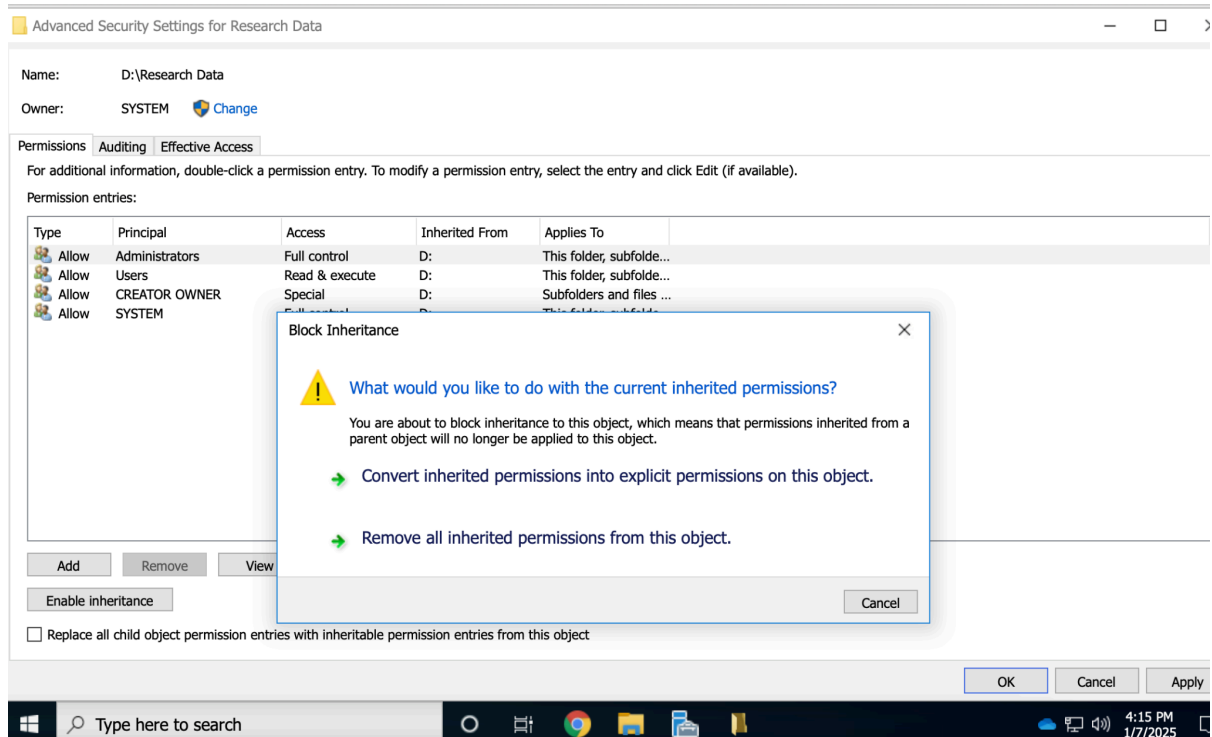 Advanced Security Settings for Research Data
Name: D:\Research Data
Owner: SYSTEM Change
Permissions Auditing Effective Access
For additional information, double-click a permission entry. To modify a permission entry, select the entry and click Edit (if available).
Permission entries:
Type Principal Access Inherited From Applies To
Allow Administrators Full control D: This folder, subfolde...
Allow Users Read & execute D: This folder, subfolde...
Allow CREATOR OWNER Special D: Subfolders and files ...
Allow SYSTEM Full control D: This folder, subfolde...
Block Inheritance
What would you like to do with the current inherited permissions?
You are about to block inheritance to this object, which means that permissions inherited from a
parent object will no longer be applied to this object.
Convert inherited permissions into explicit permissions on this object.
Remove all inherited permissions from this object.
Cancel
Add Remove View
Enable inheritance
Replace all child object permission entries with inheritable permission entries from this object
OK Cancel Apply
Type here to search
4:15 PM
1/7/2025